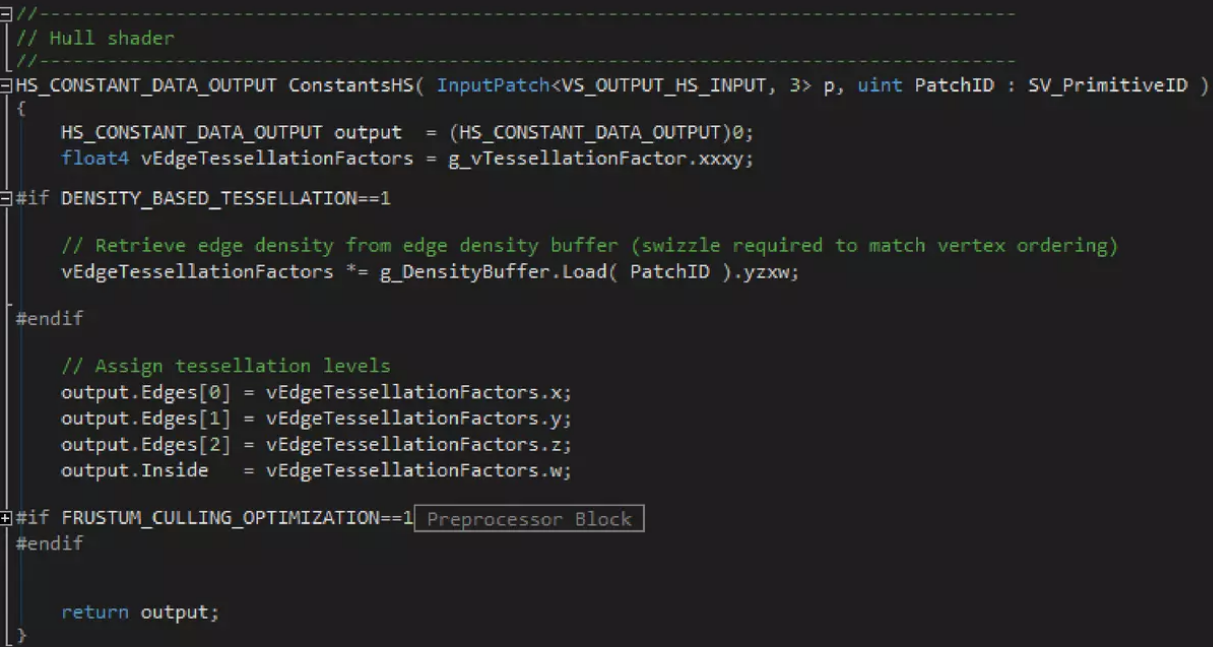 //--------------------------------------------------------------------------------------
// Hull shader
//--------------------------------------------------------------------------------------
HS_CONSTANT_DATA_OUTPUT ConstantsHS( InputPatch<VS_OUTPUT_HS_INPUT, 3> p, uint PatchID : SV_PrimitiveID )
{
    HS_CONSTANT_DATA_OUTPUT output  = (HS_CONSTANT_DATA_OUTPUT)0;
    float4 vEdgeTessellationFactors = g_vTessellationFactor.xxxy;
#if DENSITY_BASED_TESSELLATION==1
    // Retrieve edge density from edge density buffer (swizzle required to match vertex ordering)
    vEdgeTessellationFactors *= g_DensityBuffer.Load( PatchID ).yzxw;
#endif
    // Assign tessellation levels
    output.Edges[0] = vEdgeTessellationFactors.x;
    output.Edges[1] = vEdgeTessellationFactors.y;
    output.Edges[2] = vEdgeTessellationFactors.z;
    output.Inside   = vEdgeTessellationFactors.w;
#if FRUSTUM_CULLING_OPTIMIZATION==1 Preprocessor Block
#endif
    return output;
}